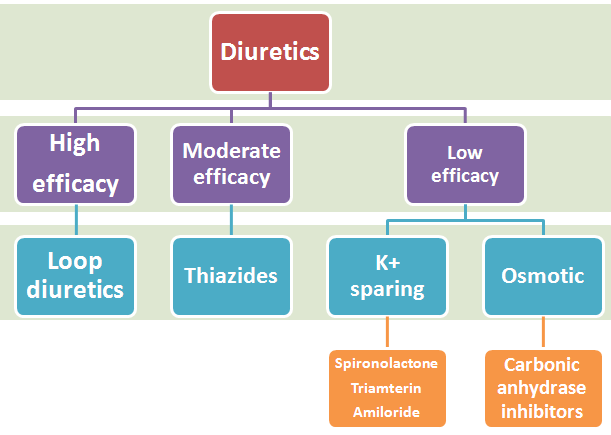 Diuretics
High
efficacy
Moderate
efficacy
Low
efficacy
Loop
diuretics
Thiazides
K+
sparing
Osmotic
Spironolactone
Triamterin
Amiloride
Carbonic
anhydrase
inhibitors